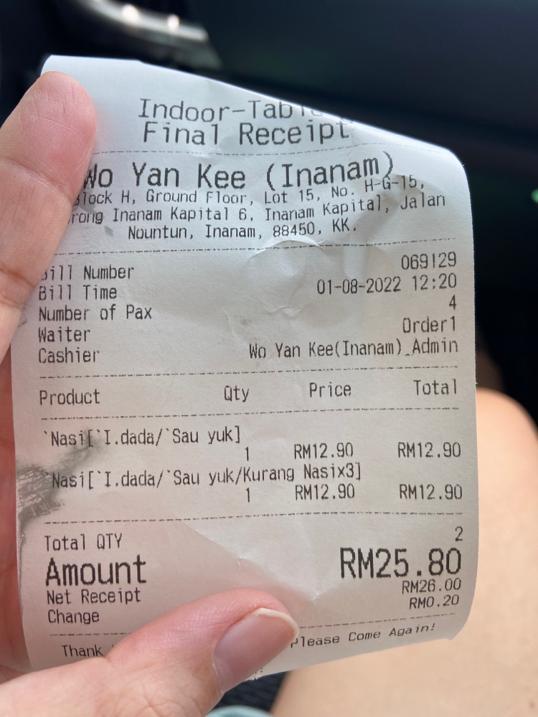 Indoor-Tabl
Final Receipt
Wo Yan Kee (Inanam)
Block H, Ground Floor, Lot 15, No. H-G-15,
rong Inanam Kapital 6, Inanam Kapital, Jalan
Nountun, Inanam, 88450, KK.
Bill Number 069129
Bill Time 01-08-2022 12:20
Number of Pax 4
Waiter Order1
Cashier Wo Yan Kee(Inanam)_Admin
Product Qty Price Total
`Nasi[`I.dada/`Sau yuk]
1 RM12.90 RM12.90
`Nasi[`I.dada/`Sau yuk/Kurang Nasix3]
1 RM12.90 RM12.90
Total QTY 2
Amount RM25.80
Net Receipt RM26.00
Change RM0.20
Thank Please Come Again!